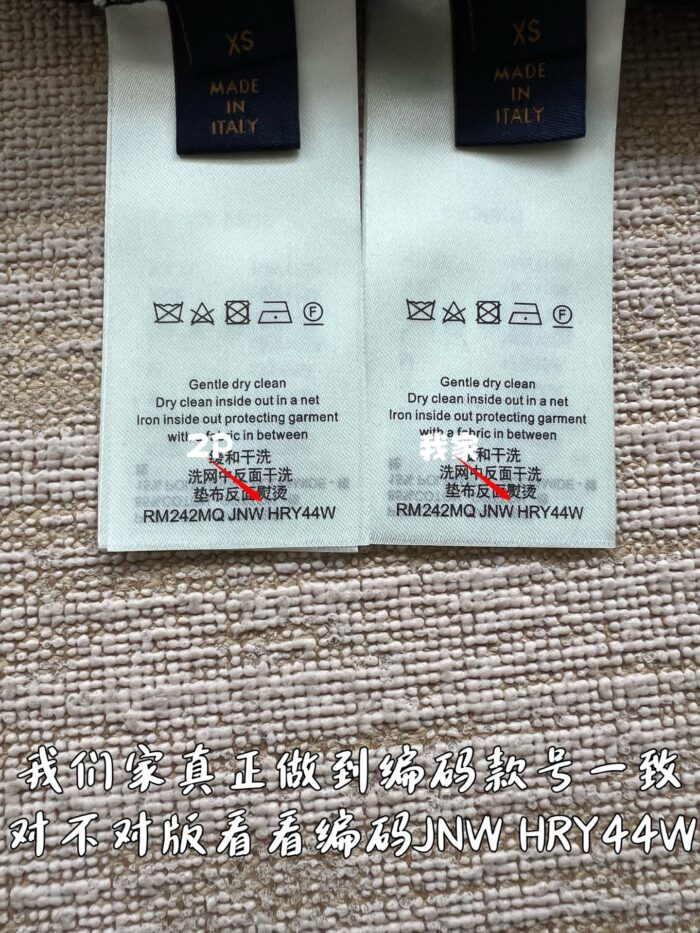 XS
MADE
IN
ITALY
XS
MADE
IN
ITALY
F
F
Gentle dry clean
Dry clean inside out in a net
Iron inside out protecting garment
with a fabric in between
缓和干洗
洗网中反面干洗
垫布反面熨烫
RM242MQ JNW HRY44W
Gentle dry clean
Dry clean inside out in a net
Iron inside out protecting garment
with a fabric in between
缓和干洗
洗网中反面干洗
垫布反面熨烫
RM242MQ JNW HRY44W
ZP
我家
我们家真正做到编码款号一致
对不对版看看编码JNW HRY44W